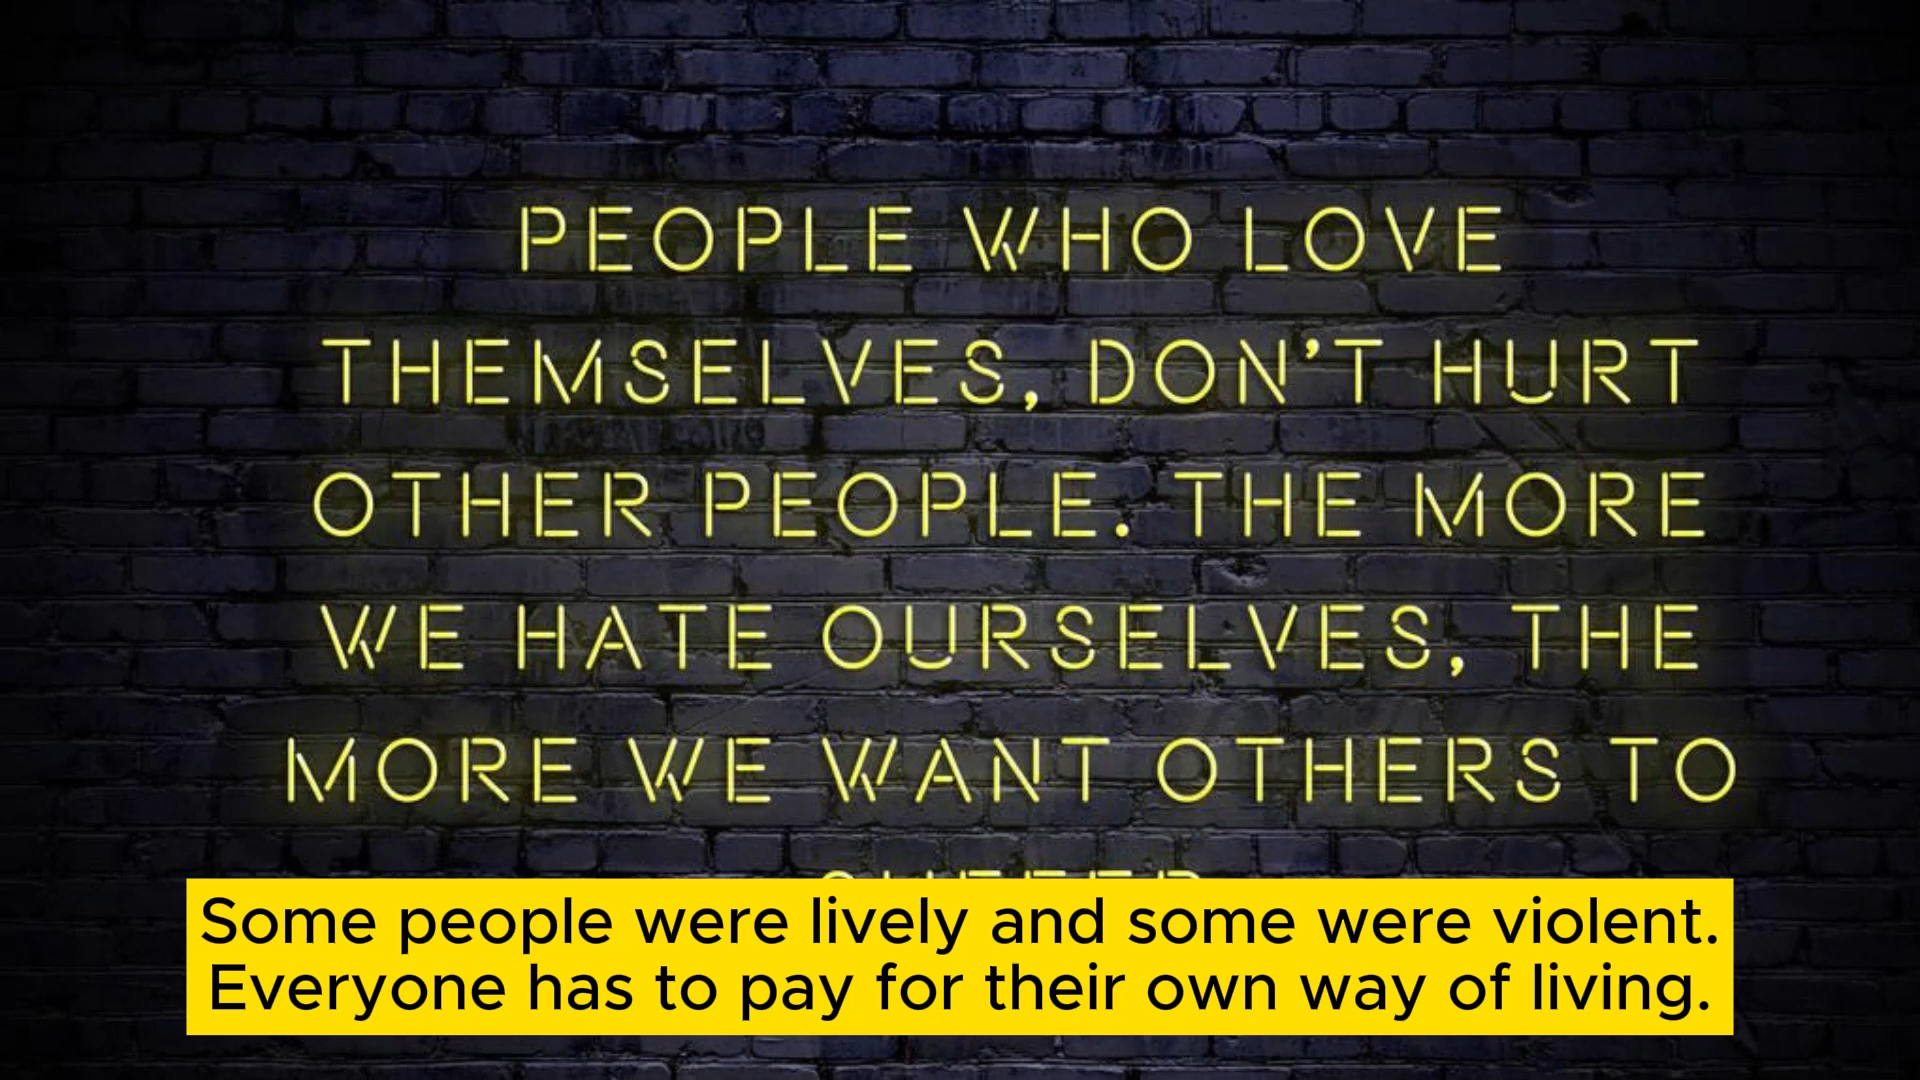 PEOPLE WHO LOVE
THEMSELVES, DON'T HURT
OTHER PEOPLE. THE MORE
WE HATE OURSELVES, THE
MORE WE WANT OTHERS TO
Some people were lively and some were violent.
Everyone has to pay for their own way of living.